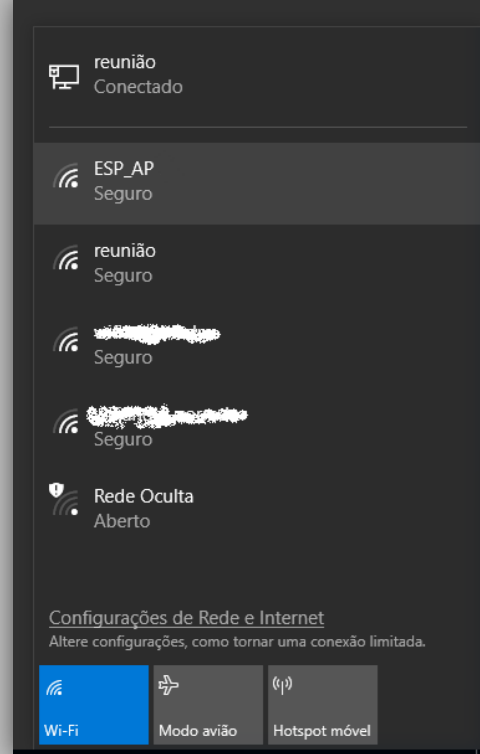 reunião
Conectado
ESP_AP
Seguro
reunião
Seguro
Seguro
Seguro
Rede Oculta
Aberto
Configurações de Rede e Internet
Altere configurações, como tornar uma conexão limitada.
Wi-Fi
Modo avião
Hotspot móvel